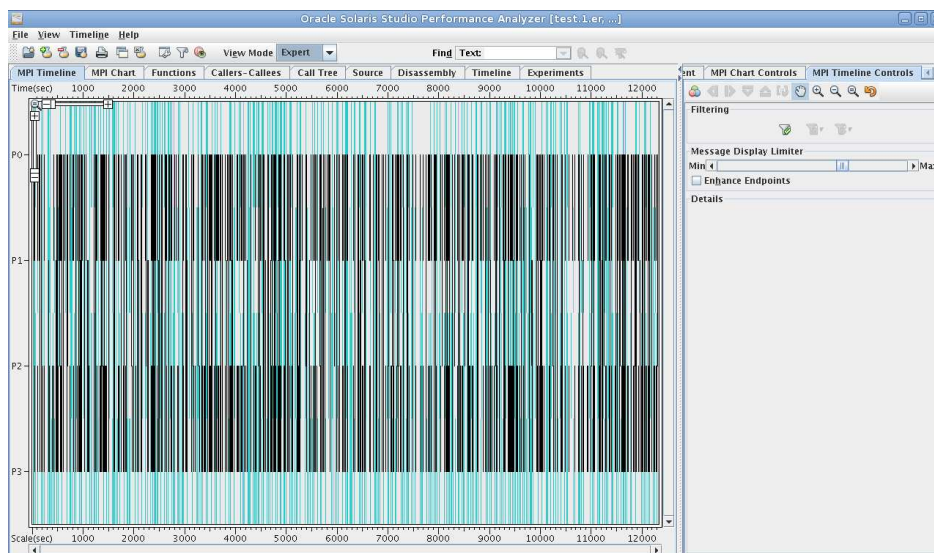 Oracle Solaris Studio Performance Analyzer [test.1.er, ...]
File View Timeline Help
View Mode Expert Find Text:
MPI Timeline MPI Chart Functions Callers-Callees Call Tree Source Disassembly Timeline Experiments
Time(sec) 1000 2000 3000 4000 5000 6000 7000 8000 9000 10000 11000 12000
P0
P1
P2
P3
Scale(sec) 1000 2000 3000 4000 5000 6000 7000 8000 9000 10000 11000 12000
ent MPI Chart Controls MPI Timeline Controls
Filtering
Message Display Limiter
Min Max
Enhance Endpoints
Details